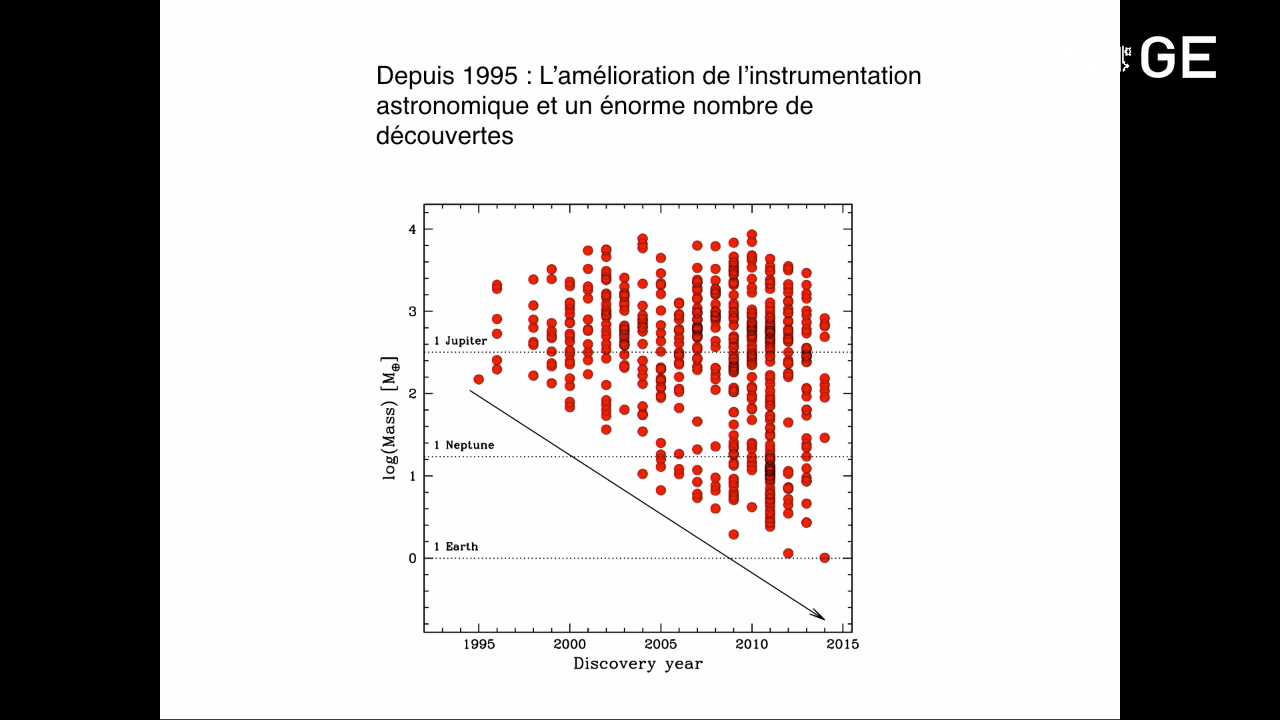 Depuis 1995 : L’amélioration de l’instrumentation
astronomique et un énorme nombre de
découvertes
GE
4
3
1 Jupiter
2
1 Neptune
1
1 Earth
0
log(Mass) [M⊕]
1995 2000 2005 2010 2015
Discovery year